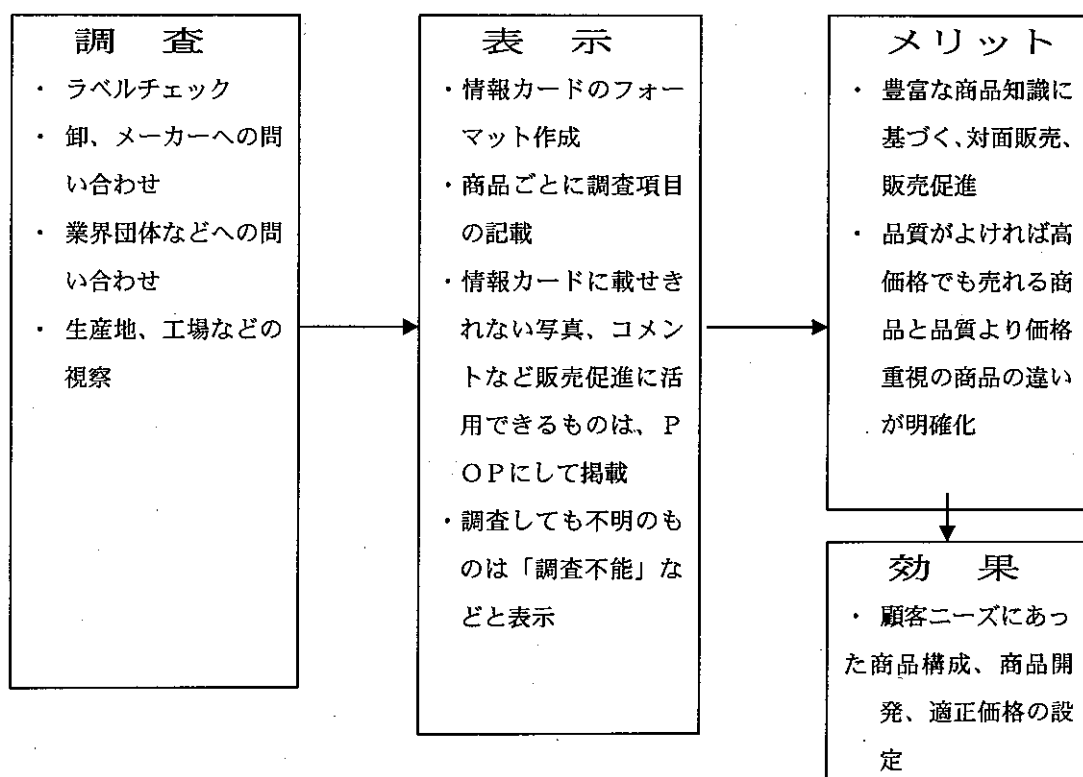 調 査
・ ラベルチェック
・ 卸、メーカーへの問
い合わせ
・ 業界団体などへの問
い合わせ
・ 生産地、工場などの
視察
表 示
・情報カードのフォー
マット作成
・商品ごとに調査項目
の記載
・情報カードに載せき
れない写真、コメン
トなど販売促進に活
用できるものは、Ｐ
ＯＰにして掲載
・調査しても不明のも
のは「調査不能」な
どと表示
メリット
・ 豊富な商品知識に
基づく、対面販売、
販売促進
・ 品質がよければ高
価格でも売れる商
品と品質より価格
重視の商品の違い
が明確化
効 果
・ 顧客ニーズにあっ
た商品構成、商品開
発、適正価格の設
定